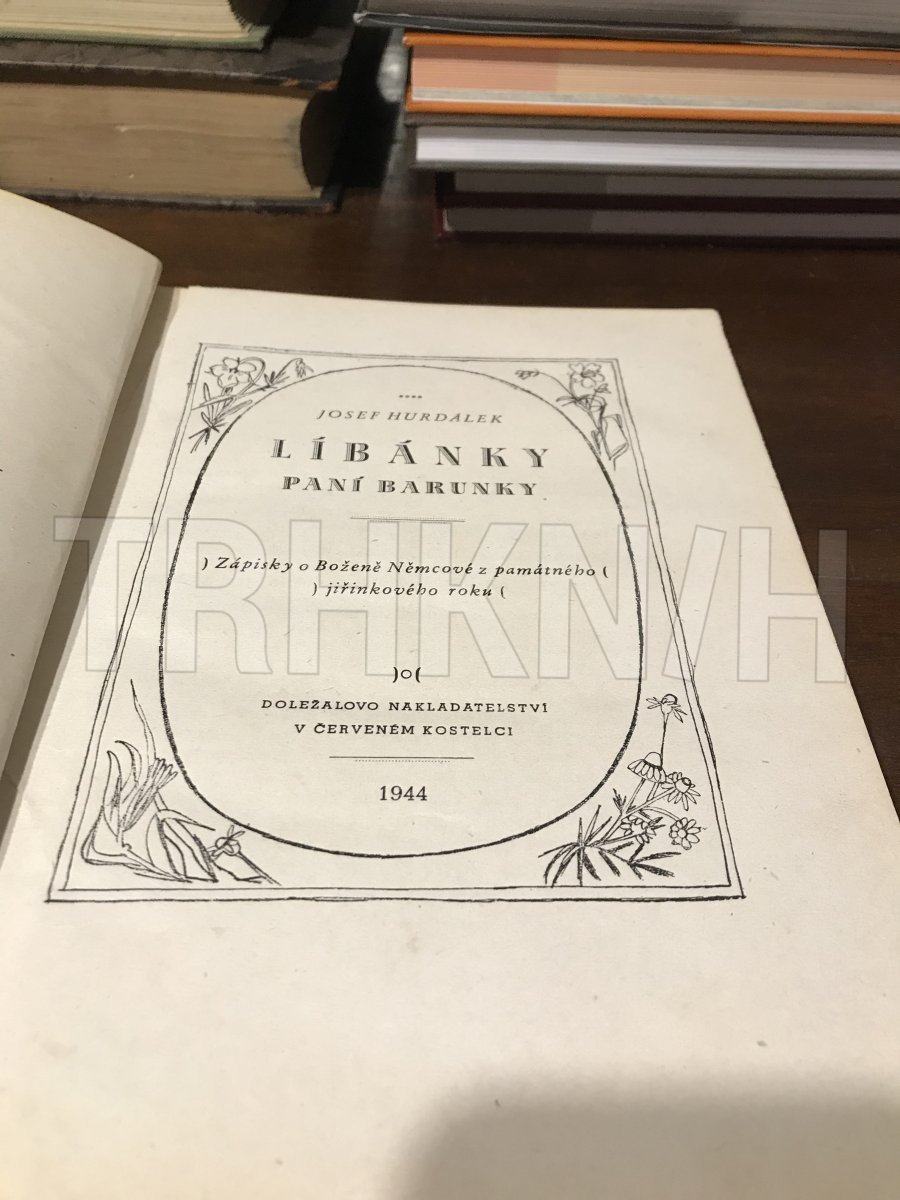 JOSEF HURDÁLEK
LÍBÁNKY
PANÍ BARUNKY
) Zápisky o Boženě Němcové z památného (
) jiřinkového roku (
)o(
DOLEŽALOVO NAKLADATELSTVÍ
V ČERVENÉM KOSTELCI
1944
TRHKNIH